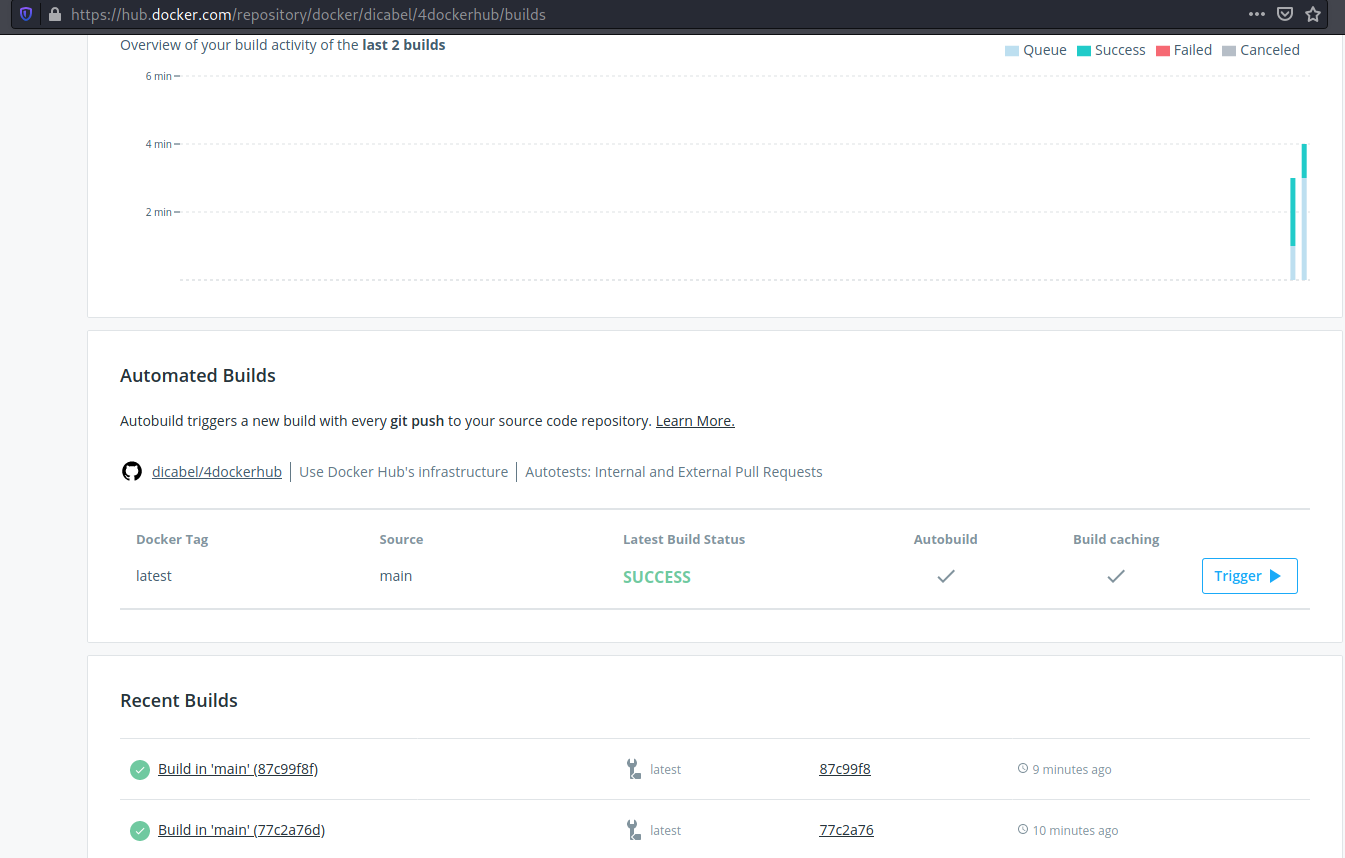 https://hub.docker.com/repository/docker/dicabel/4dockerhub/builds
Overview of your build activity of the last 2 builds
Queue Success Failed Canceled
6 min
4 min
2 min
Automated Builds
Autobuild triggers a new build with every git push to your source code repository. Learn More.
dicabel/4dockerhub Use Docker Hub's infrastructure Autotests: Internal and External Pull Requests
Docker Tag Source Latest Build Status Autobuild Build caching
latest main SUCCESS Trigger
Recent Builds
Build in 'main' (87c99f8f) latest 87c99f8 9 minutes ago
Build in 'main' (77c2a76d) latest 77c2a76 10 minutes ago